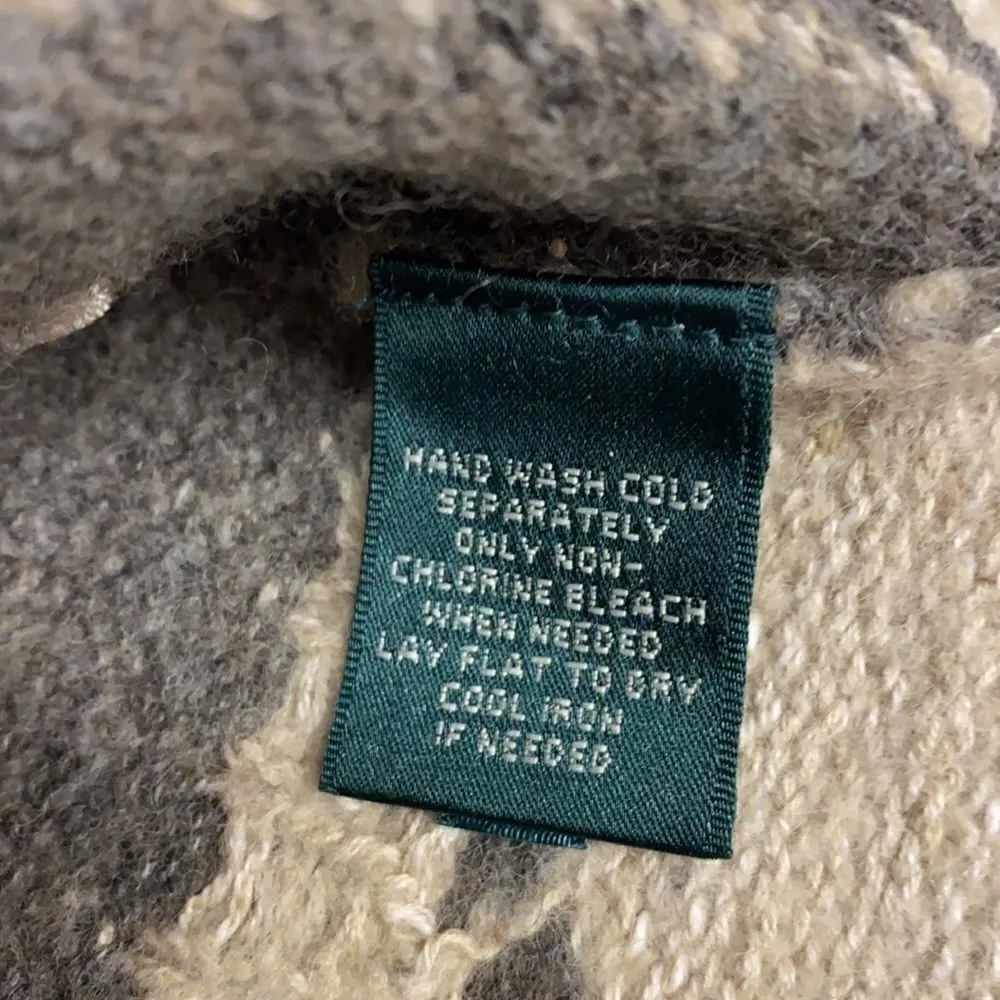 HAND WASH COLD
SEPARATELY
ONLY NON-
CHLORINE BLEACH
WHEN NEEDED
LAY FLAT TO DRY
COOL IRON
IF NEEDED